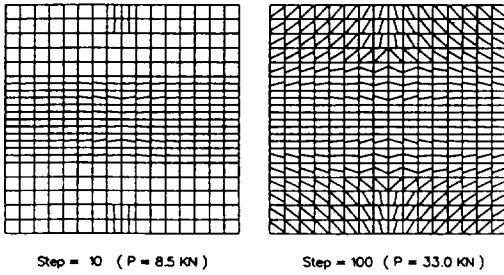 Step = 10 ( P = 8.5 KN )
Step = 100 ( P = 33.0 KN )